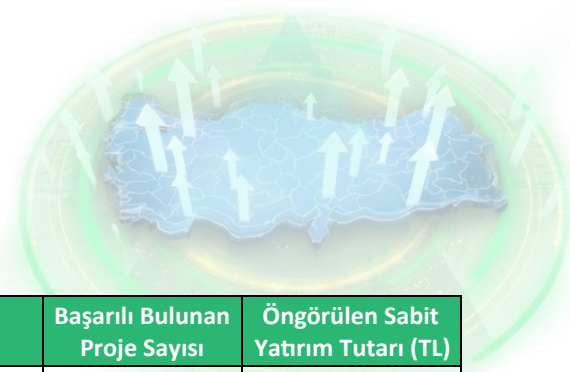 Başarılı Bulunan
Proje Sayısı
Öngörülen Sabit
Yatırım Tutarı (TL)